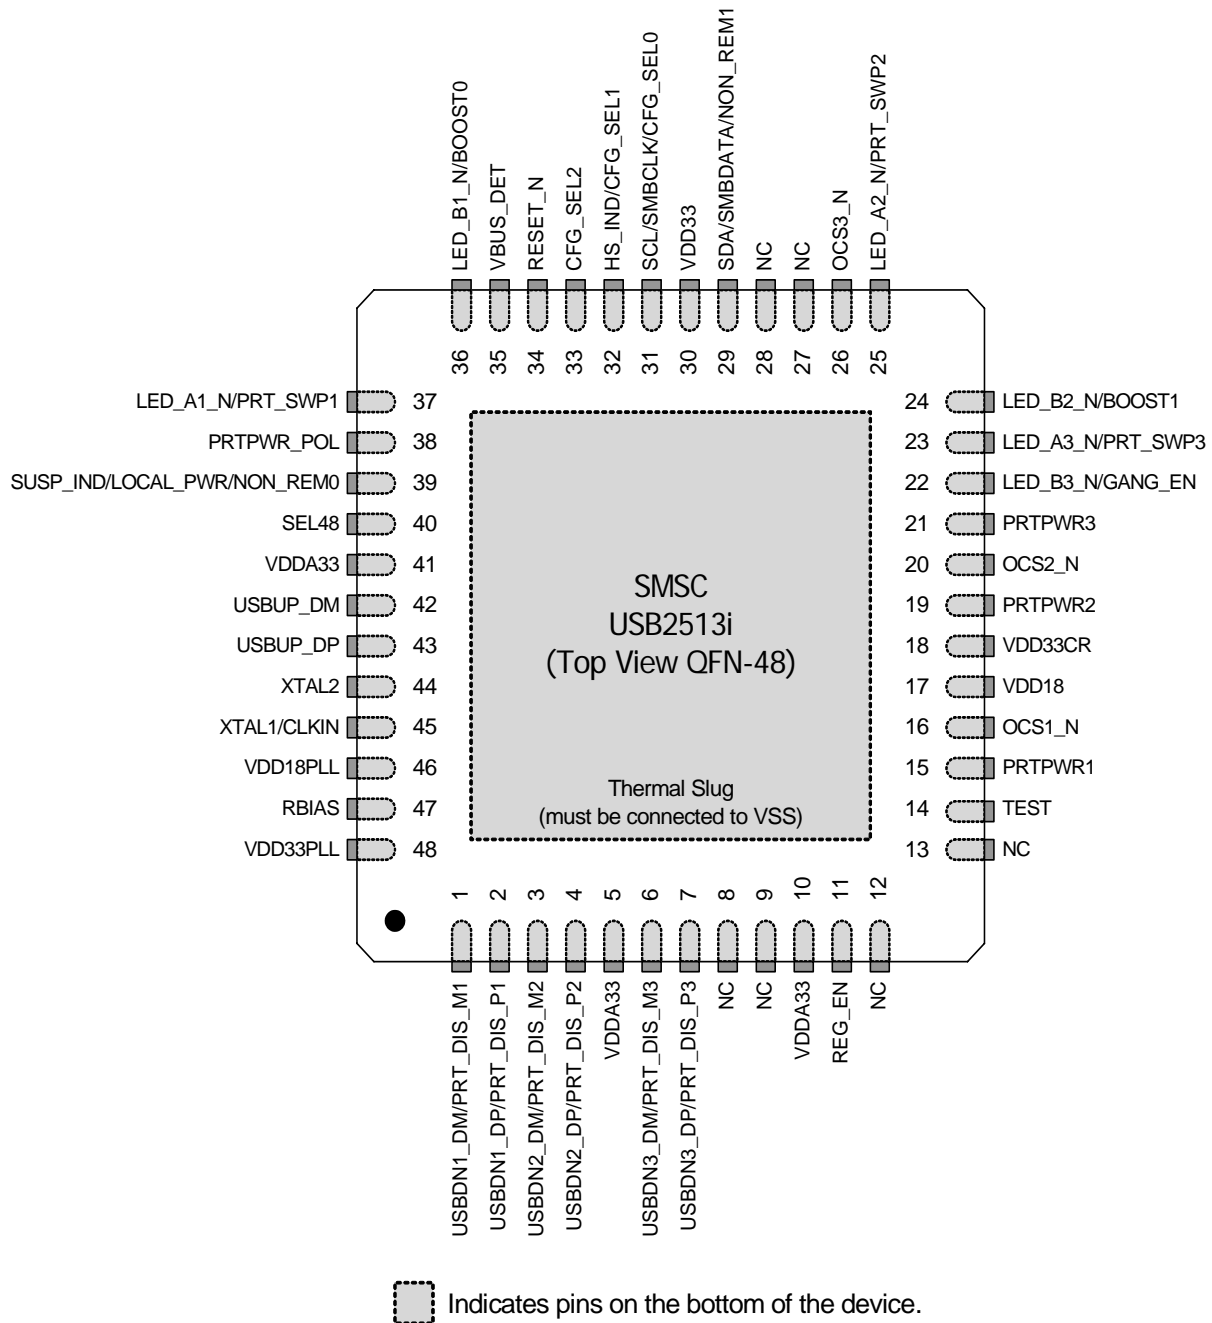 LED_B1_N/BOOST0
VBUS_DET
RESET_N
CFG_SEL2
HS_IND/CFG_SEL1
SCL/SMBCLK/CFG_SEL0
VDD33
SDA/SMBDATA/NON_REM1
NC
NC
OCS3_N
LED_A2_N/PRT_SWP2
36
35
34
33
32
31
30
29
28
27
26
25
LED_A1_N/PRT_SWP1 37
PRTPWR_POL 38
SUSP_IND/LOCAL_PWR/NON_REM0 39
SEL48 40
VDDA33 41
USBUP_DM 42
USBUP_DP 43
XTAL2 44
XTAL1/CLKIN 45
VDD18PLL 46
RBIAS 47
VDD33PLL 48
SMSC
USB2513i
(Top View QFN-48)
Thermal Slug
(must be connected to VSS)
24 LED_B2_N/BOOST1
23 LED_A3_N/PRT_SWP3
22 LED_B3_N/GANG_EN
21 PRTPWR3
20 OCS2_N
19 PRTPWR2
18 VDD33CR
17 VDD18
16 OCS1_N
15 PRTPWR1
14 TEST
13 NC
1
2
3
4
5
6
7
8
9
10
11
12
USBDN1_DM/PRT_DIS_M1
USBDN1_DP/PRT_DIS_P1
USBDN2_DM/PRT_DIS_M2
USBDN2_DP/PRT_DIS_P2
VDDA33
USBDN3_DM/PRT_DIS_M3
USBDN3_DP/PRT_DIS_P3
NC
NC
VDDA33
REG_EN
NC
Indicates pins on the bottom of the device.